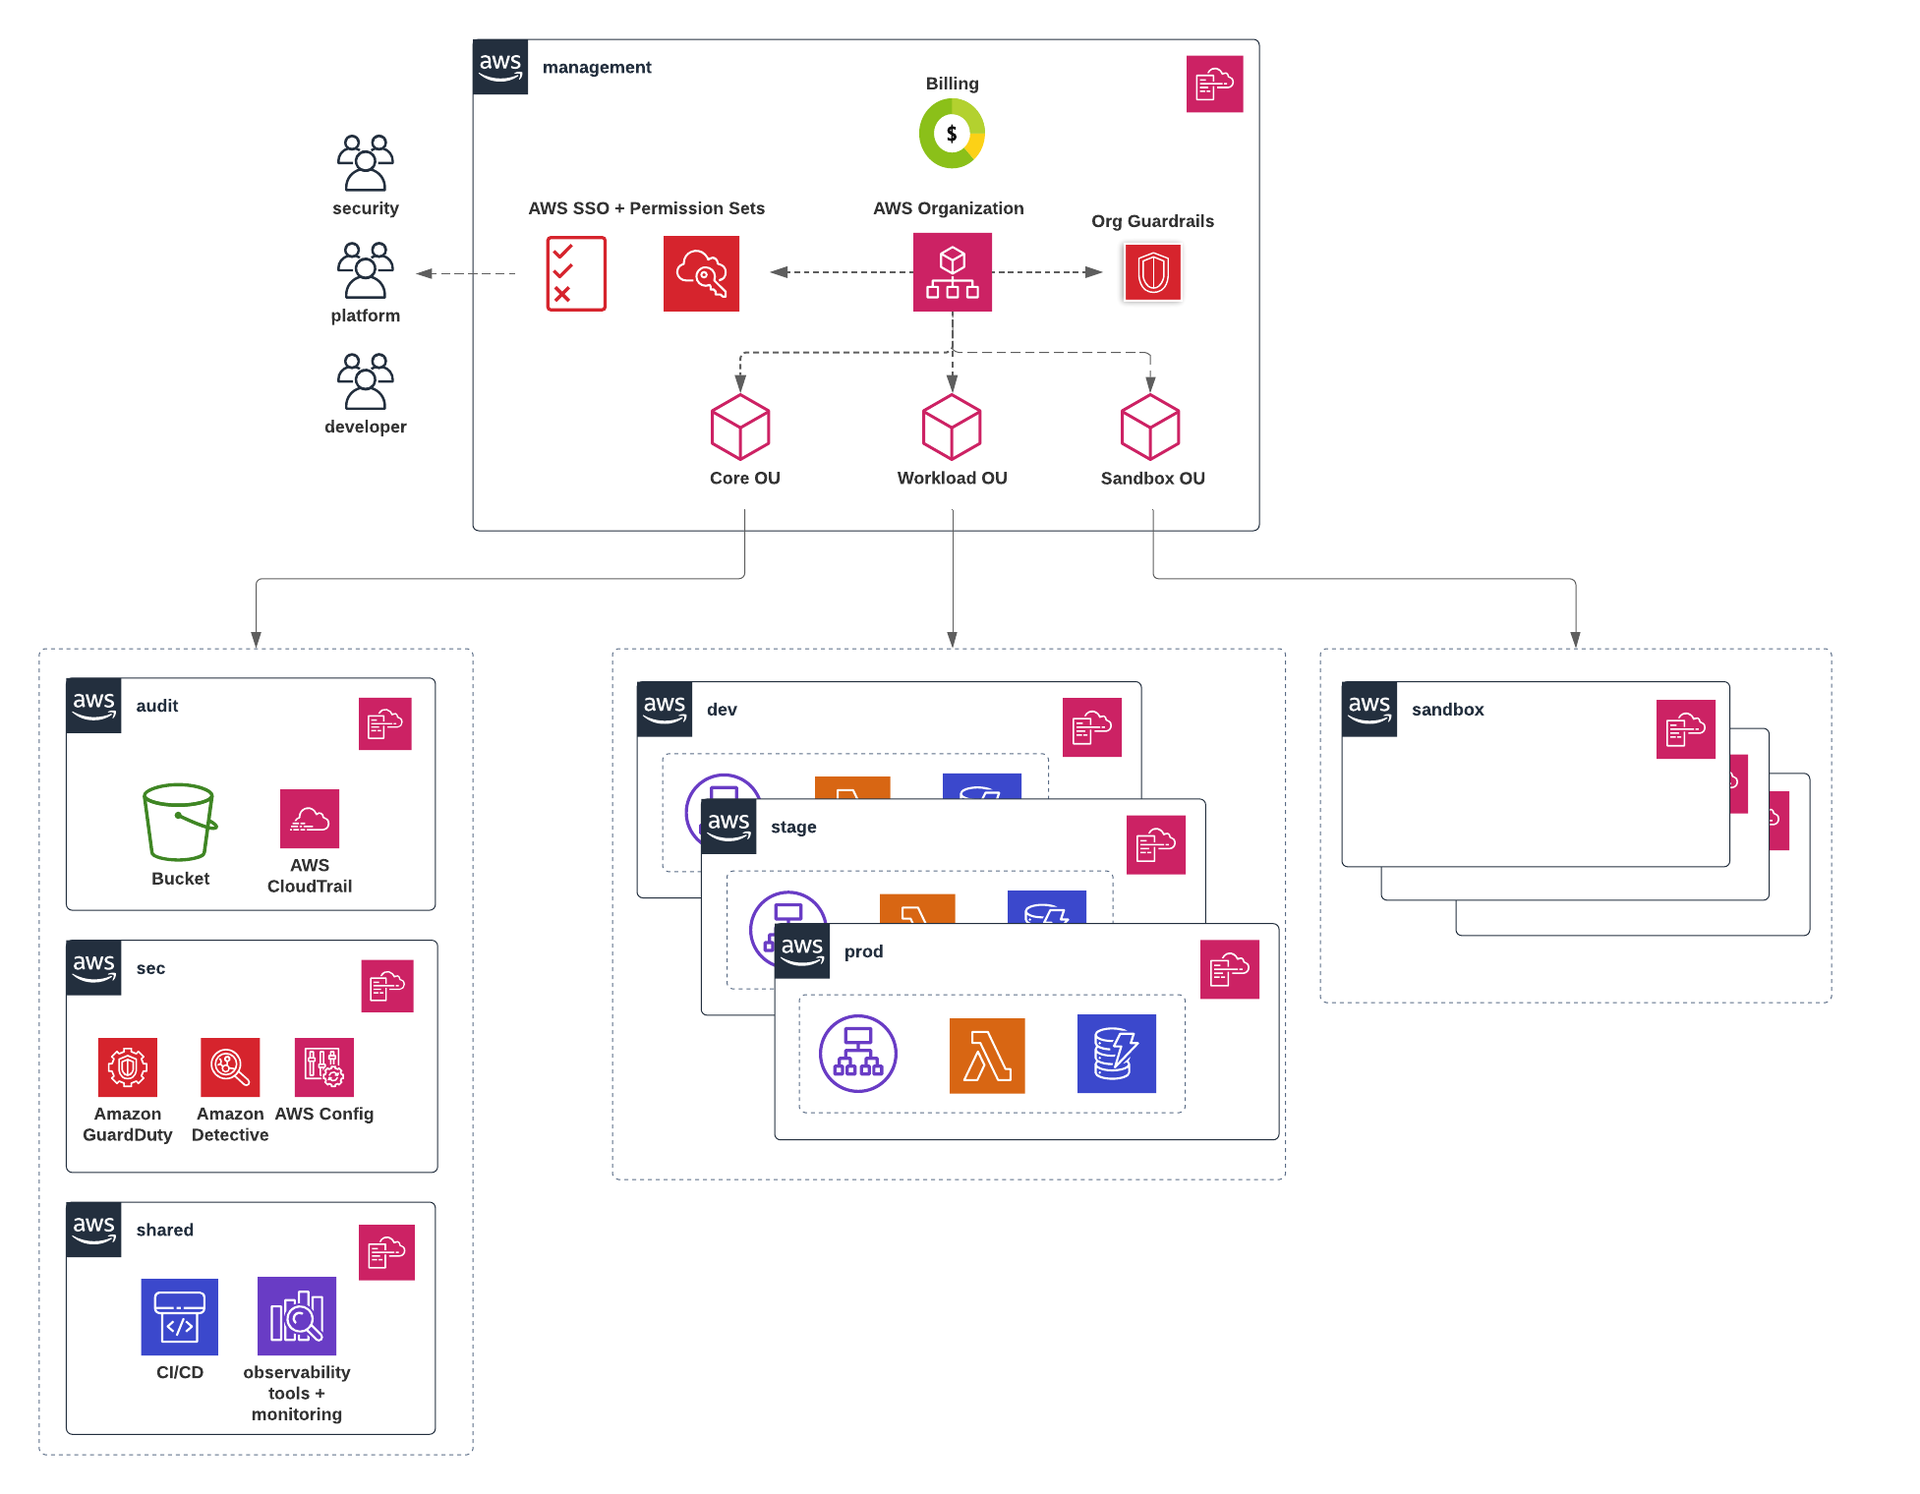 aws
management
Billing
$
AWS SSO + Permission Sets
AWS Organization
Org Guardrails
security
platform
developer
Core OU
Workload OU
Sandbox OU
aws
audit
Bucket
AWS
CloudTrail
aws
sec
Amazon
GuardDuty
Amazon
Detective
AWS Config
aws
shared
CI/CD
observability
tools +
monitoring
aws
dev
aws
stage
aws
prod
aws
sandbox